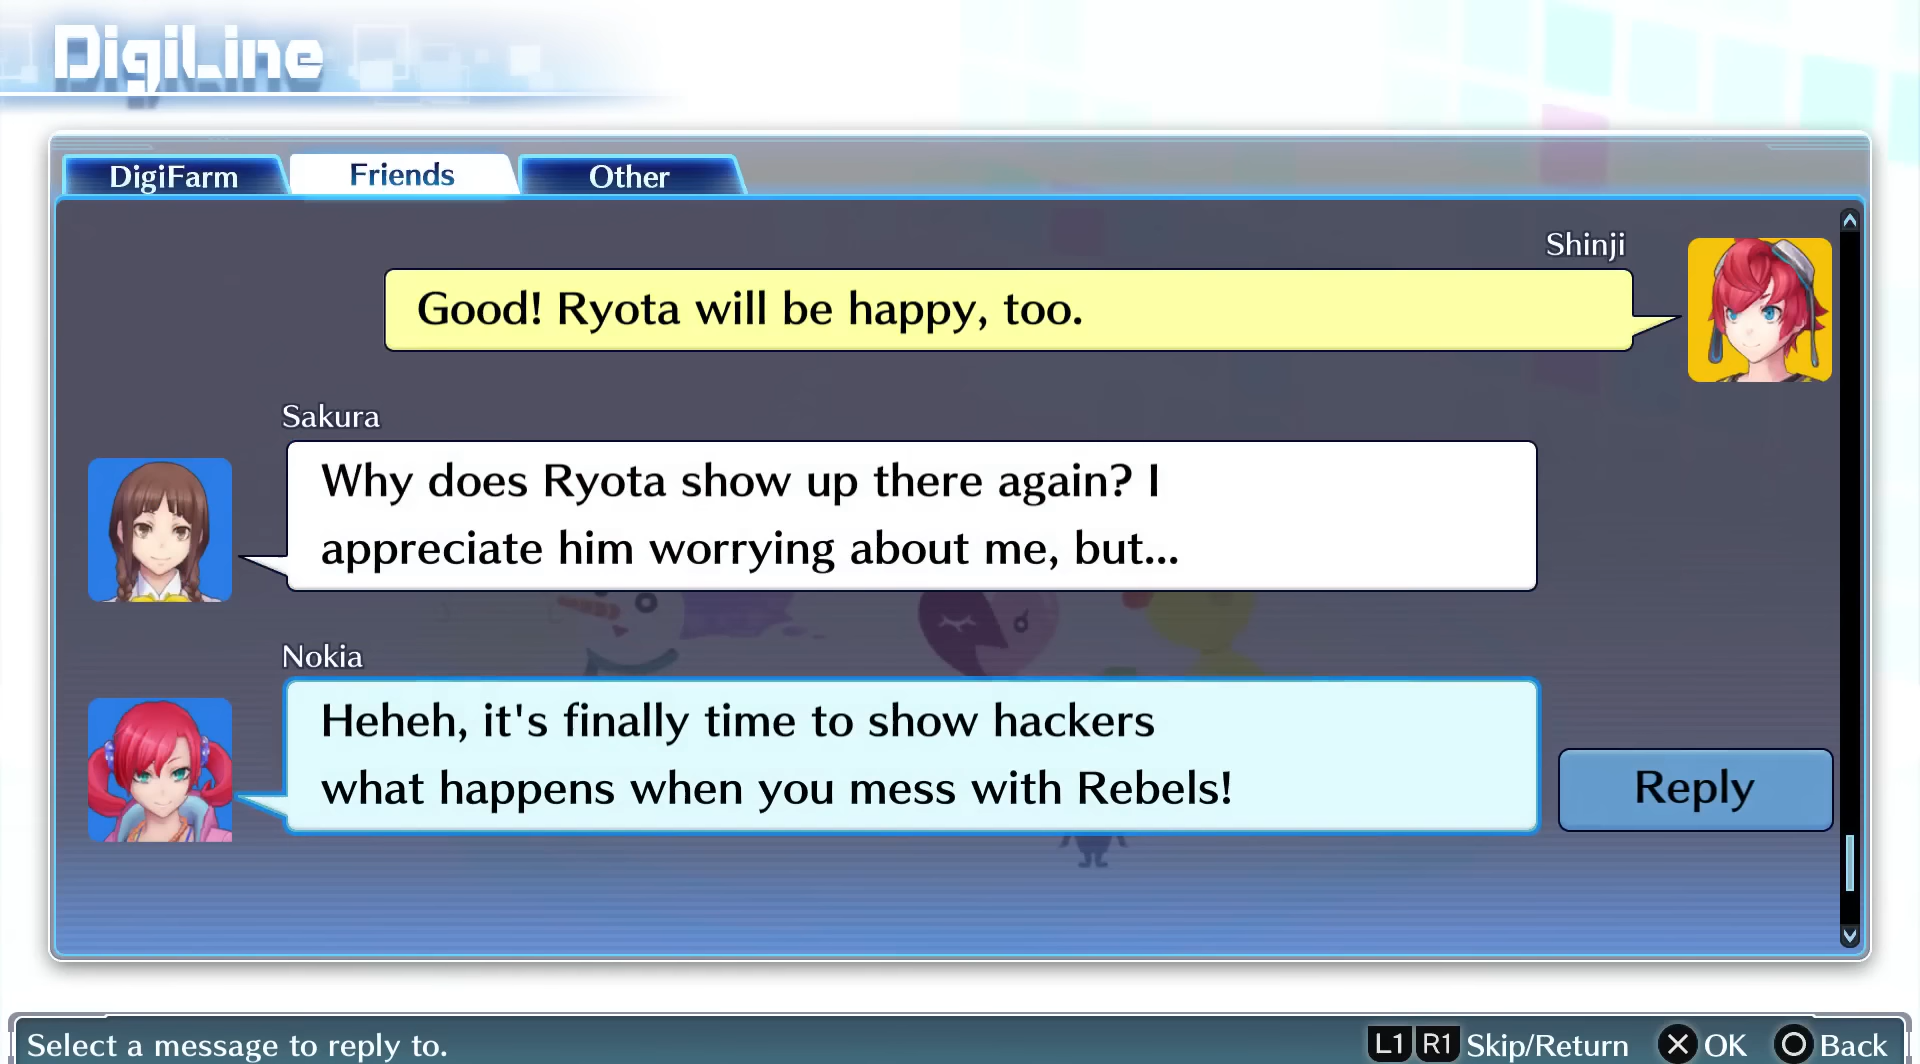 DigiLine
DigiFarm
Friends
Other
Shinji
Good! Ryota will be happy, too.
Sakura
Why does Ryota show up there again? I
appreciate him worrying about me, but...
Nokia
Heheh, it's finally time to show hackers
what happens when you mess with Rebels!
Reply
Select a message to reply to.
L1 R1 Skip/Return OK Back